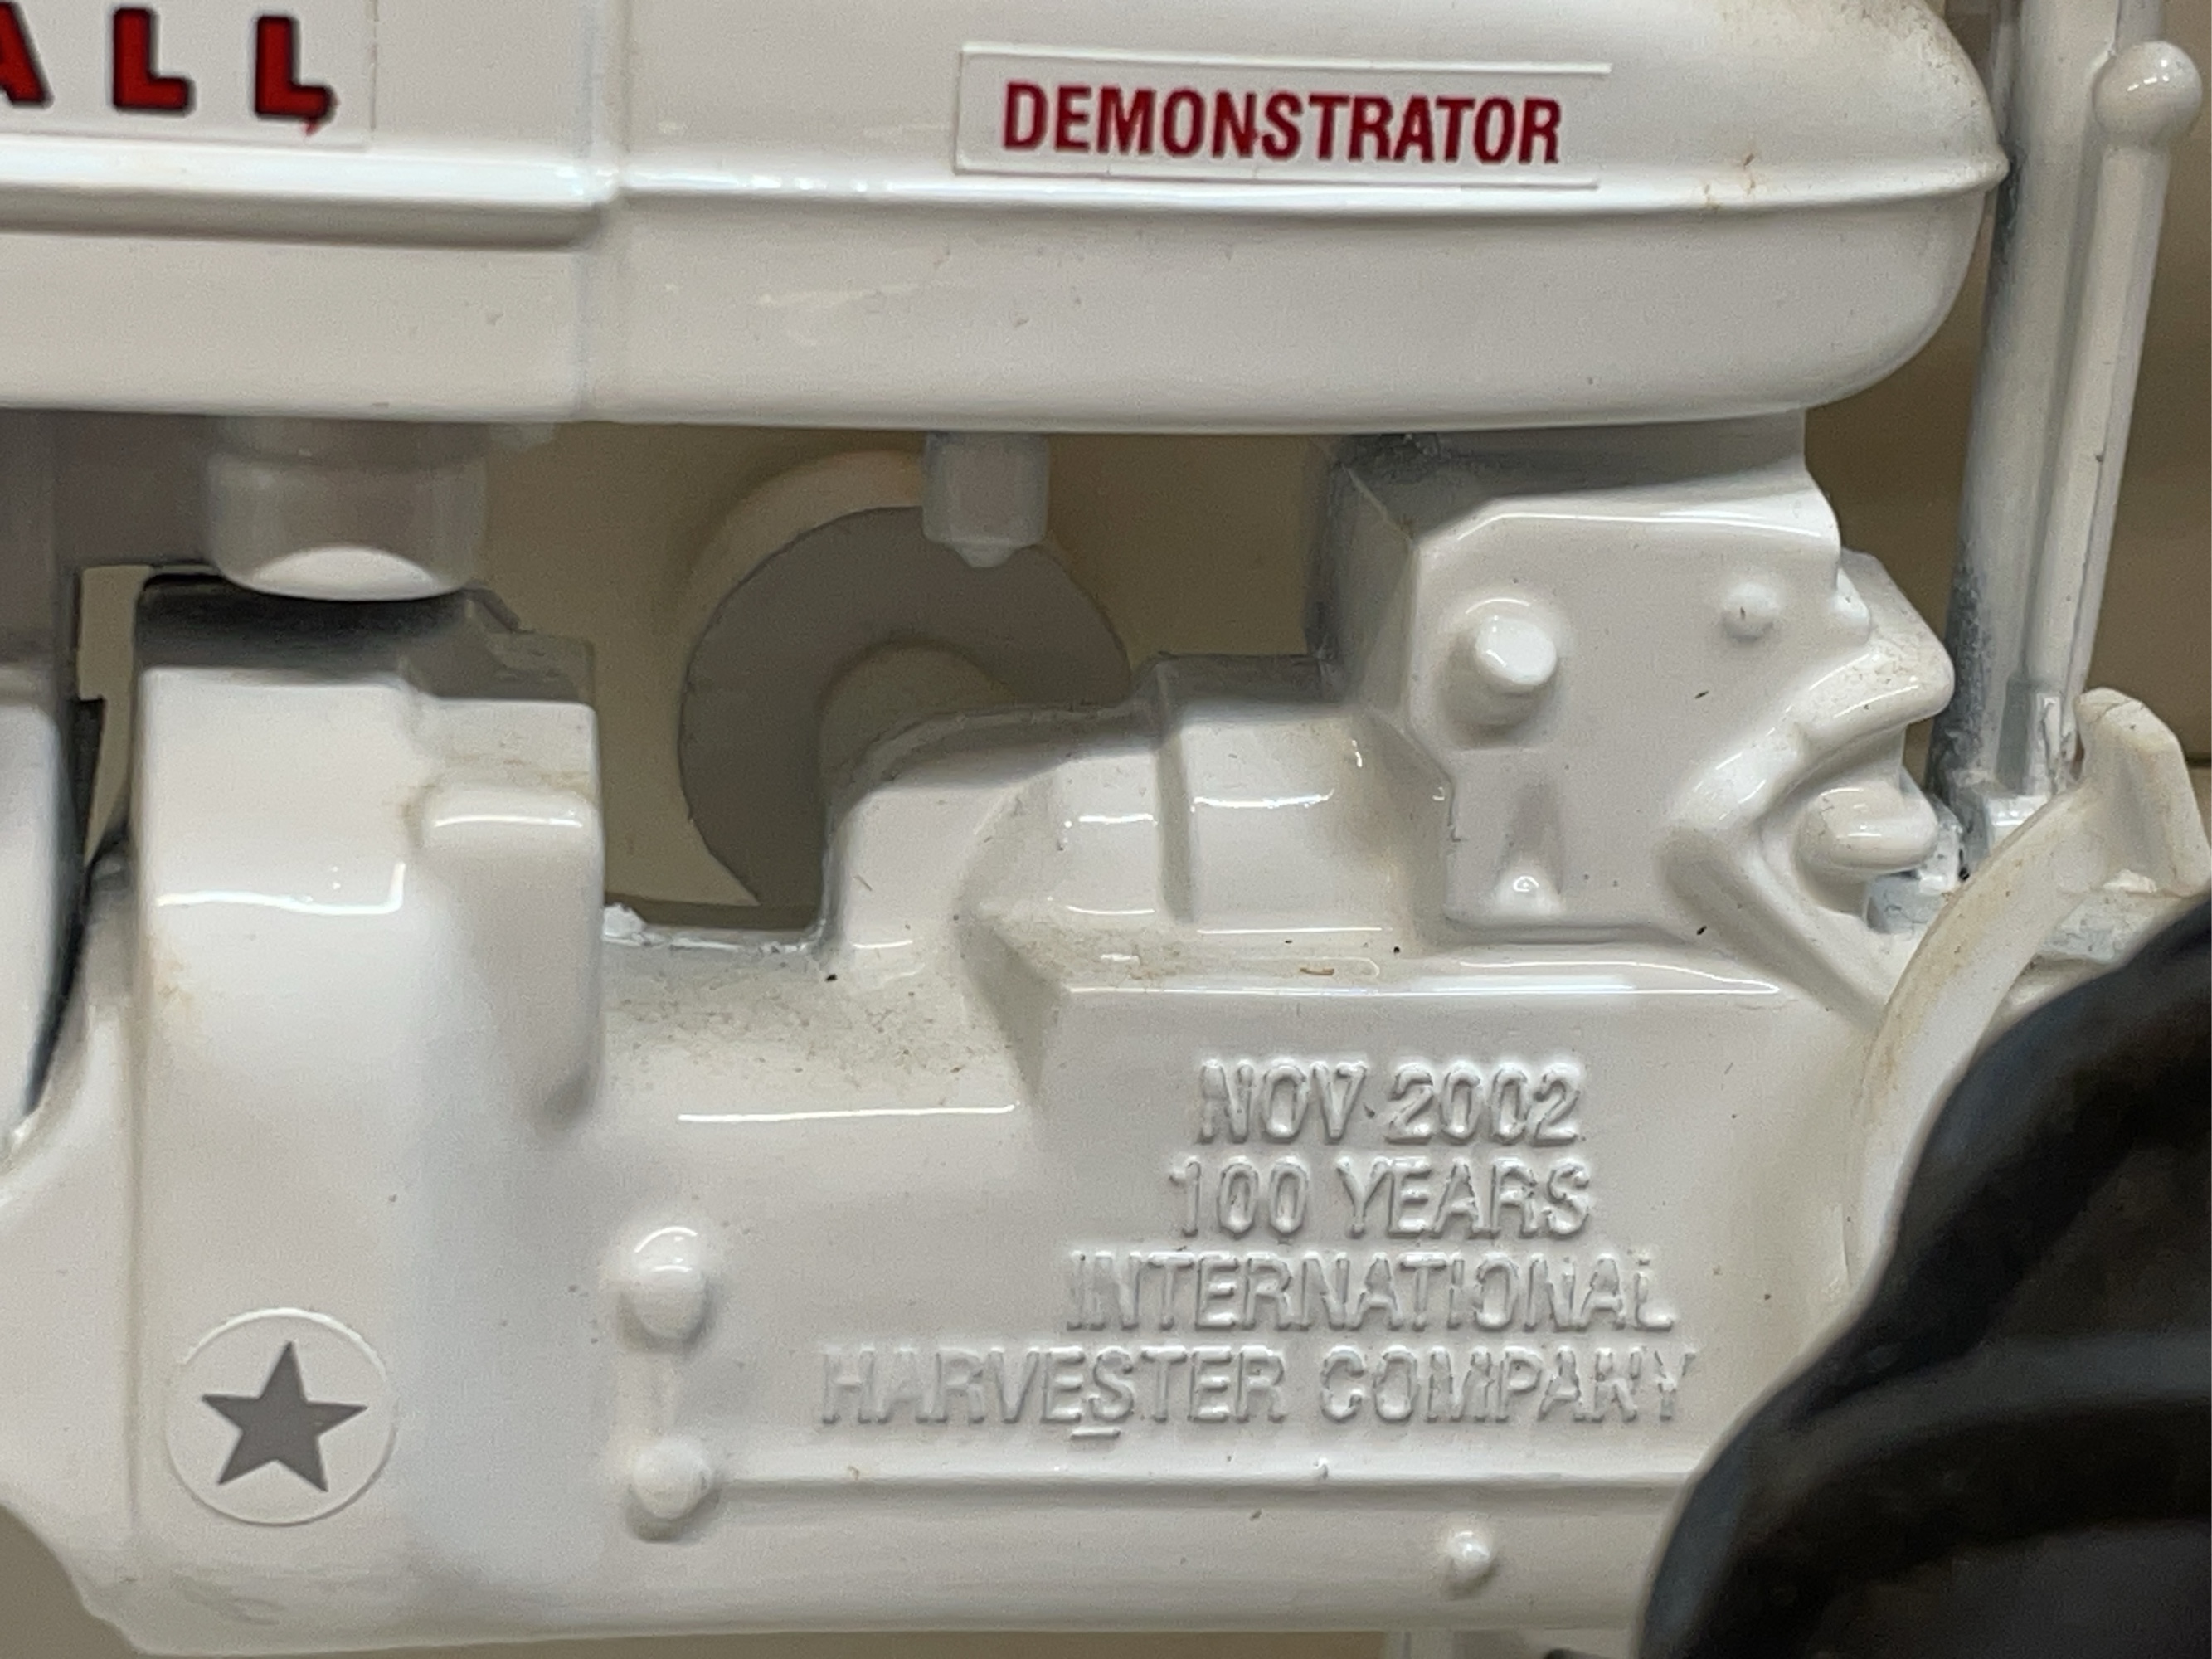 ALL
DEMONSTRATOR
NOV 2002
100 YEARS
INTERNATIONAL
HARVESTER COMPANY